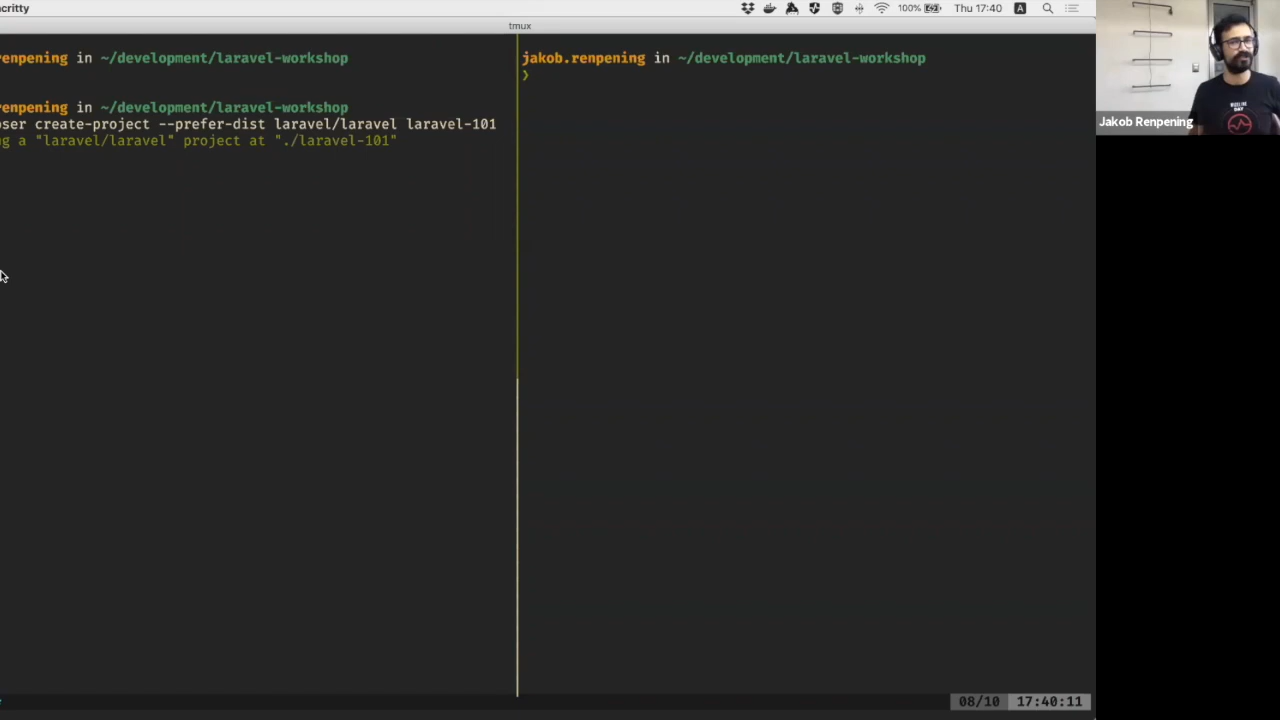 critty
100%
Thu 17:40
A
tmux
renpening in ~/development/laravel-workshop
renpening in ~/development/laravel-workshop
oser create-project --prefer-dist laravel/laravel laravel-101
g a "laravel/laravel" project at "./laravel-101"
jakob.renpening in ~/development/laravel-workshop
❯
Jakob Renpening
08/10 17:40:11